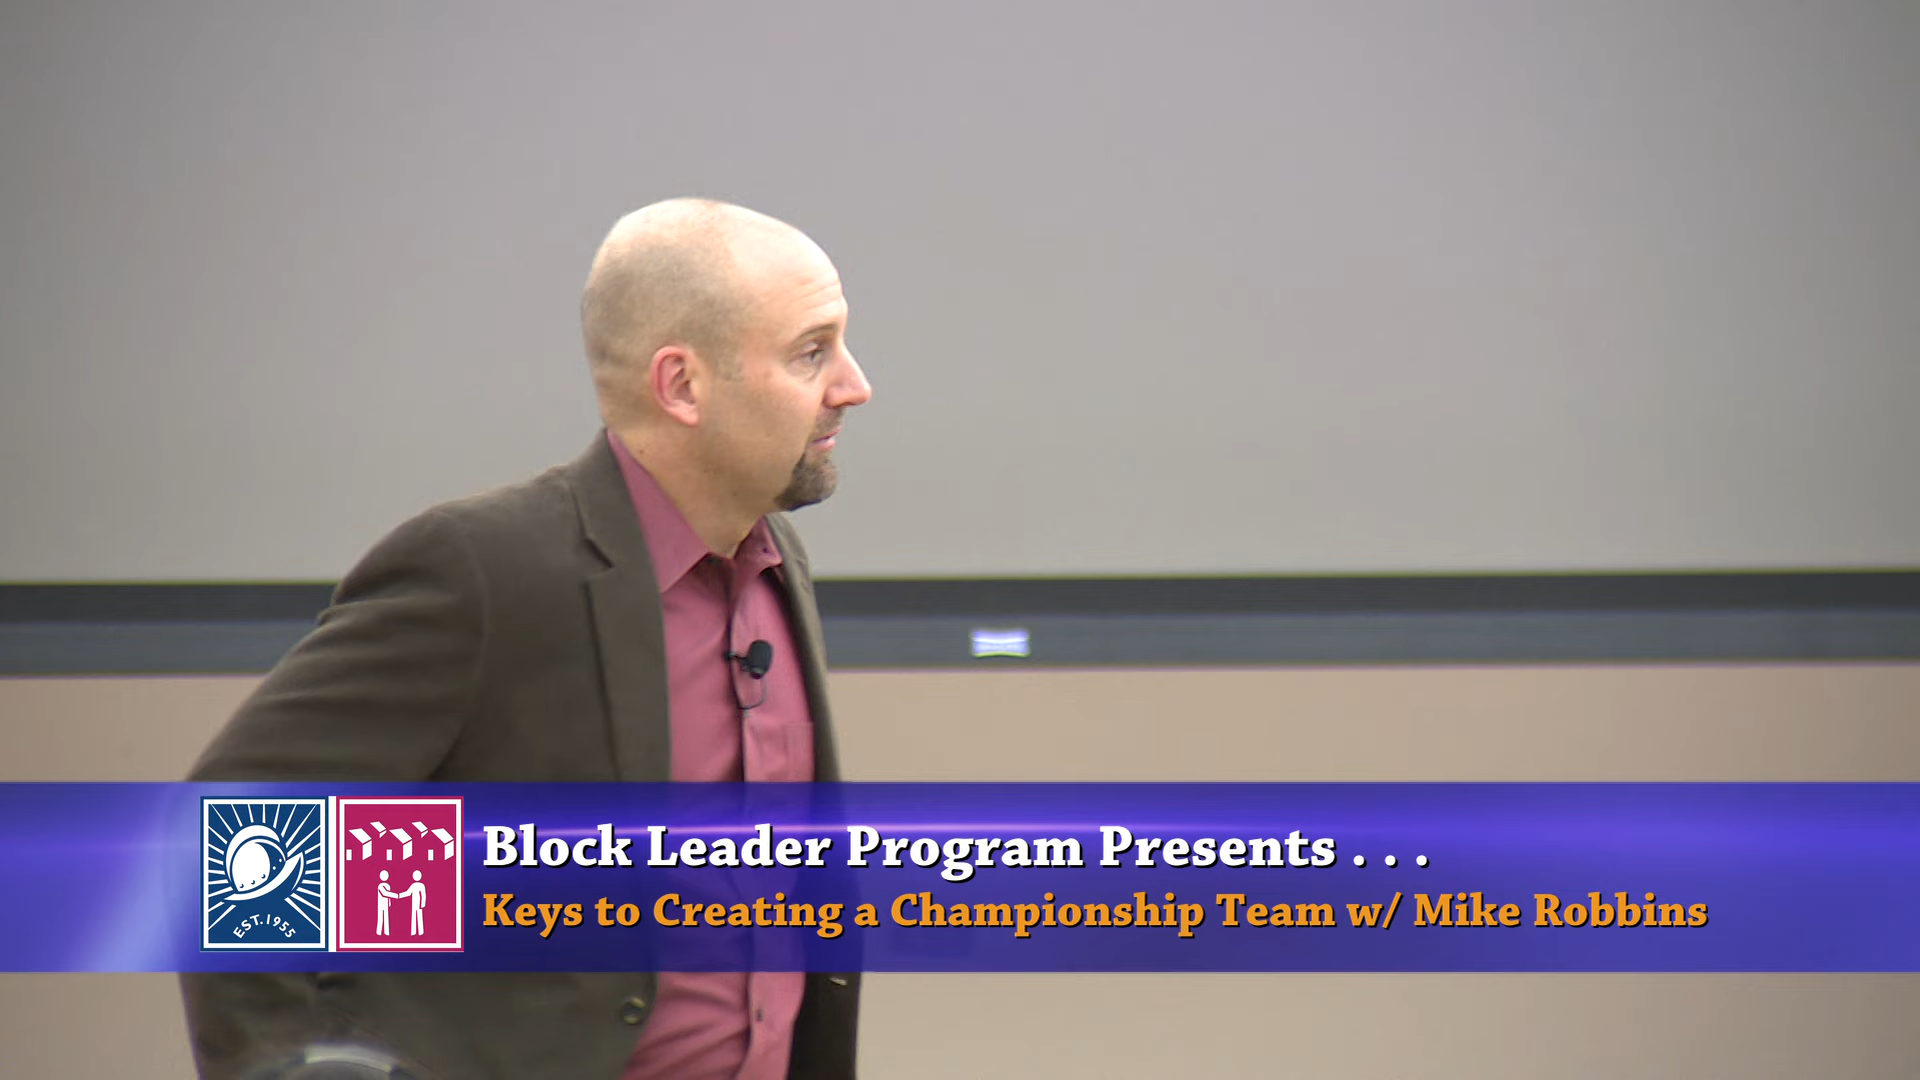 Block Leader Program Presents . . .
Keys to Creating a Championship Team w/ Mike Robbins
EST. 1955